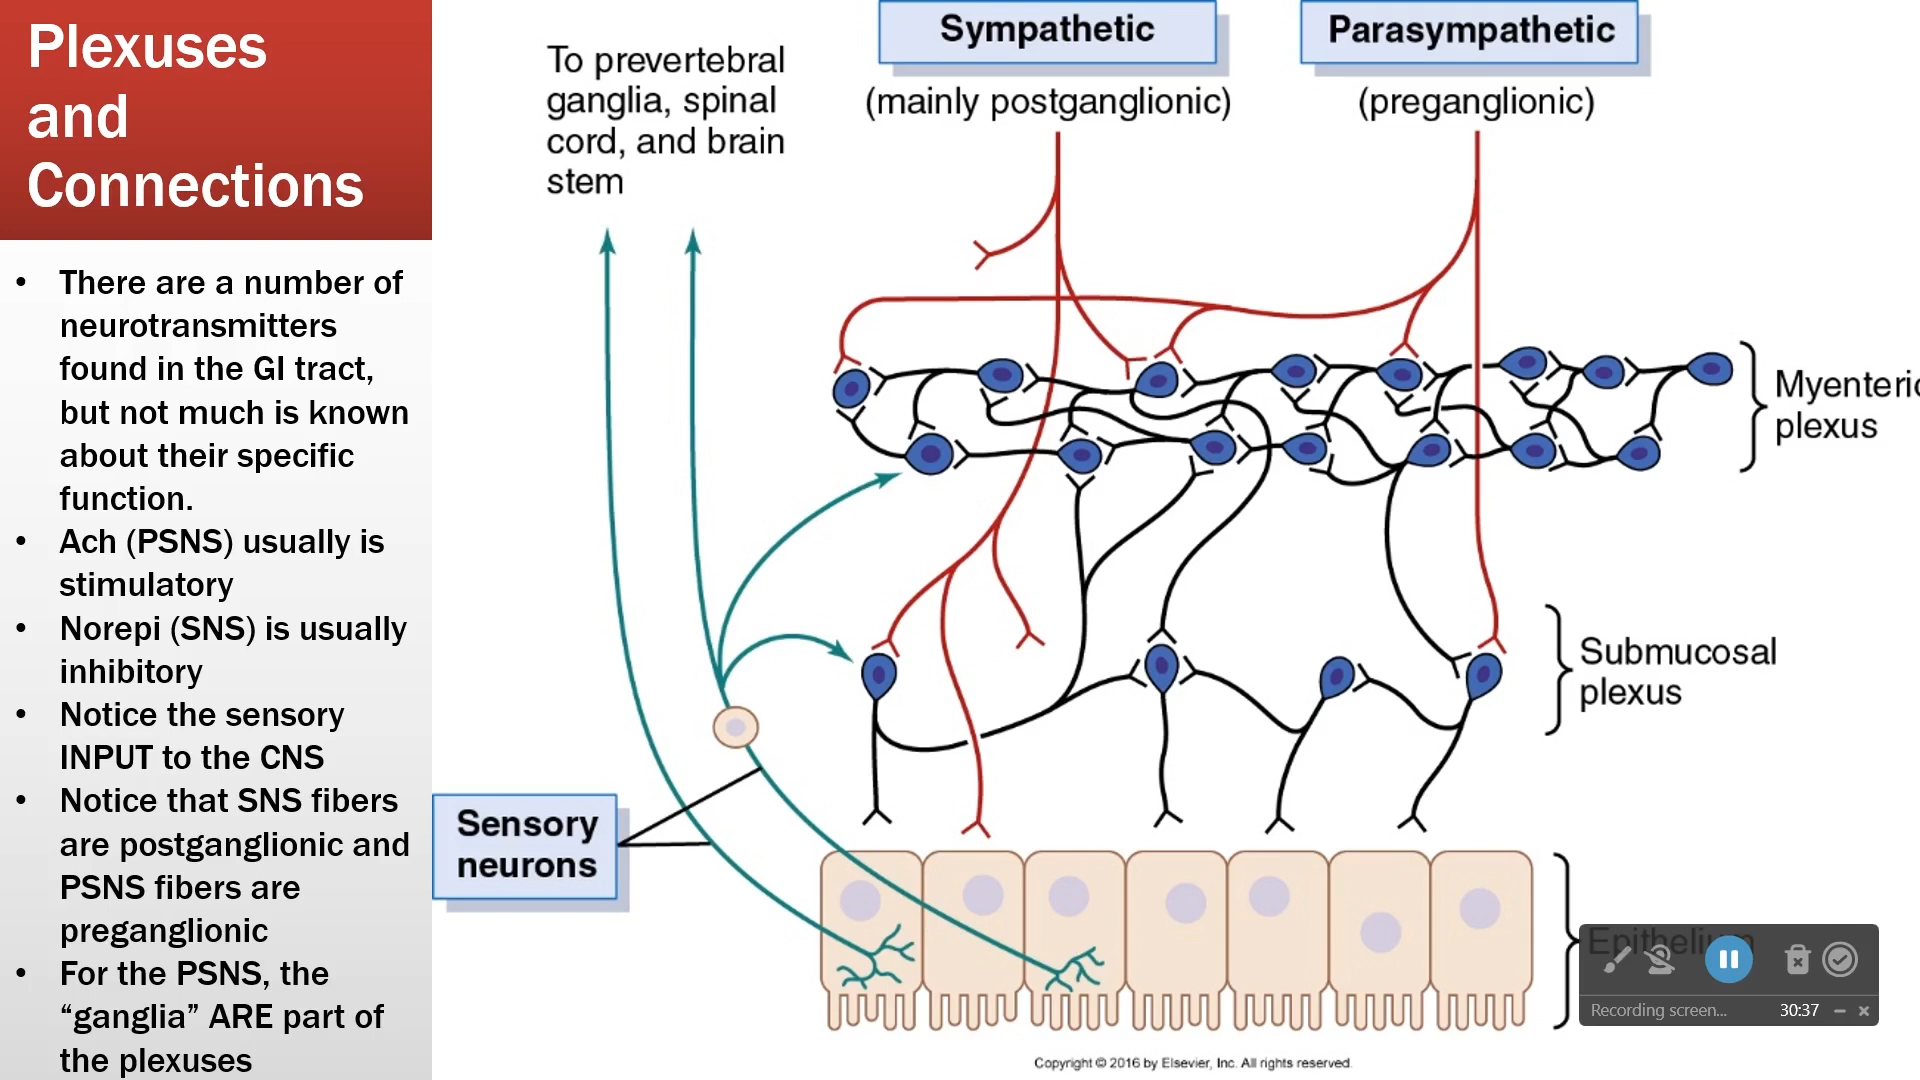 Plexuses
and
Connections
• There are a number of
neurotransmitters
found in the GI tract,
but not much is known
about their specific
function.
• Ach (PSNS) usually is
stimulatory
• Norepi (SNS) is usually
inhibitory
• Notice the sensory
INPUT to the CNS
• Notice that SNS fibers
are postganglionic and
PSNS fibers are
preganglionic
• For the PSNS, the
“ganglia” ARE part of
the plexuses
To prevertebral
ganglia, spinal
cord, and brain
stem
Sympathetic
(mainly postganglionic)
Parasympathetic
(preganglionic)
Myenteric
plexus
Submucosal
plexus
Sensory
neurons
Epithelium
Recording screen... 30:37
Copyright © 2016 by Elsevier, Inc. All rights reserved.